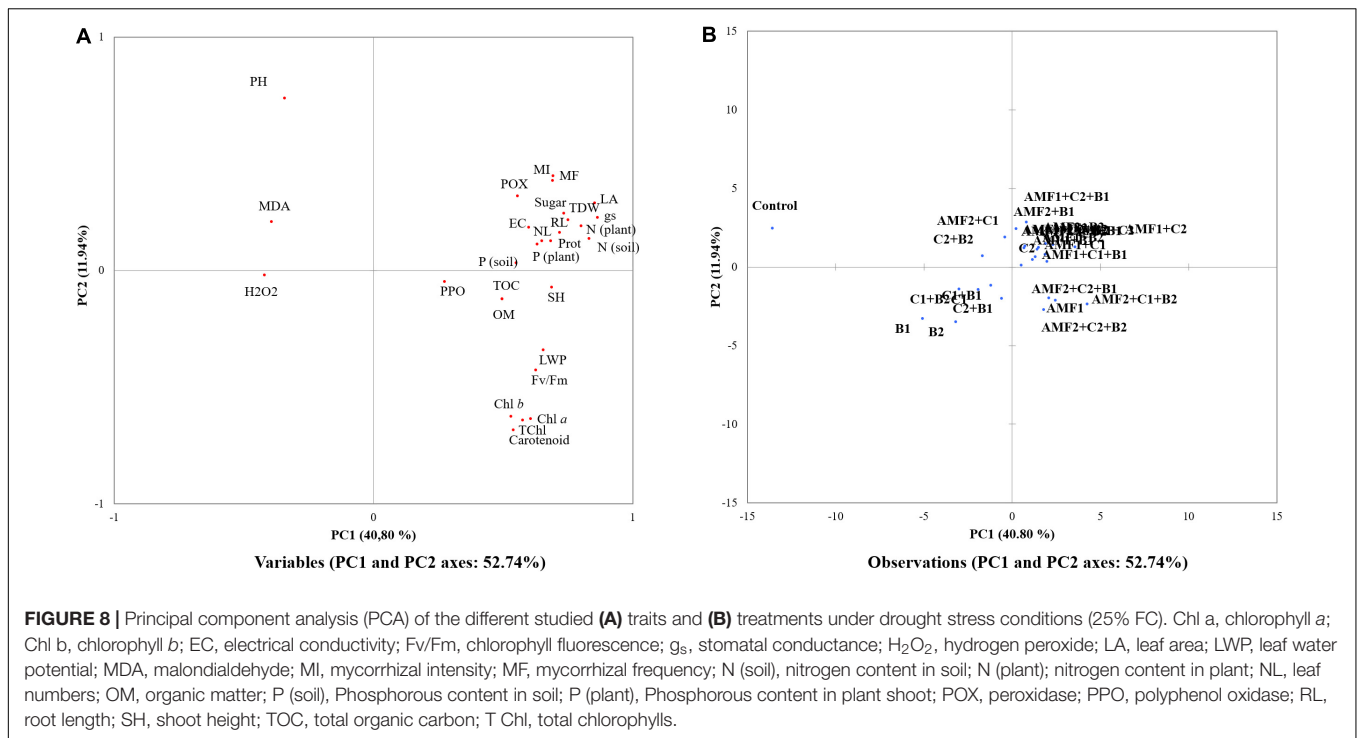 A
1
PH
MDA
H2O2
0
PPO
POX
MI
MF
Sugar
TDW
LA
gs
EC
NL
RL
N (plant)
N (soil)
Prot
P (plant)
P (soil)
TOC
SH
OM
LWP
Fv/Fm
Chl b
Chl a
TChl
Carotenoid
-1
-1
0
1
PC2 (11.94%)
PC1 (40,80 %)
Variables (PC1 and PC2 axes: 52.74%)
B
15
10
5
0
-5
-10
-15
-15
-10
-5
0
5
10
15
Control
AMF1+C2+B1
AMF2+B1
AMF2+C1
C2+B2
C2
AMF1+C2
AMF1+C1
AMF1+C1+B1
AMF2+C2+B1
C1+B1
C1+B2
C1
C2+B1
AMF2+C1+B2
AMF1
AMF2+C2+B2
B1
B2
PC2 (11.94%)
PC1 (40.80 %)
Observations (PC1 and PC2 axes: 52.74%)
FIGURE 8 | Principal component analysis (PCA) of the different studied (A) traits and (B) treatments under drought stress conditions (25% FC). Chl a, chlorophyll a;
Chl b, chlorophyll b; EC, electrical conductivity; Fv/Fm, chlorophyll fluorescence; gs, stomatal conductance; H2O2, hydrogen peroxide; LA, leaf area; LWP, leaf water
potential; MDA, malondialdehyde; MI, mycorrhizal intensity; MF, mycorrhizal frequency; N (soil), nitrogen content in soil; N (plant); nitrogen content in plant; NL, leaf
numbers; OM, organic matter; P (soil), Phosphorous content in soil; P (plant), Phosphorous content in plant shoot; POX, peroxidase; PPO, polyphenol oxidase; RL,
root length; SH, shoot height; TOC, total organic carbon; T Chl, total chlorophylls.